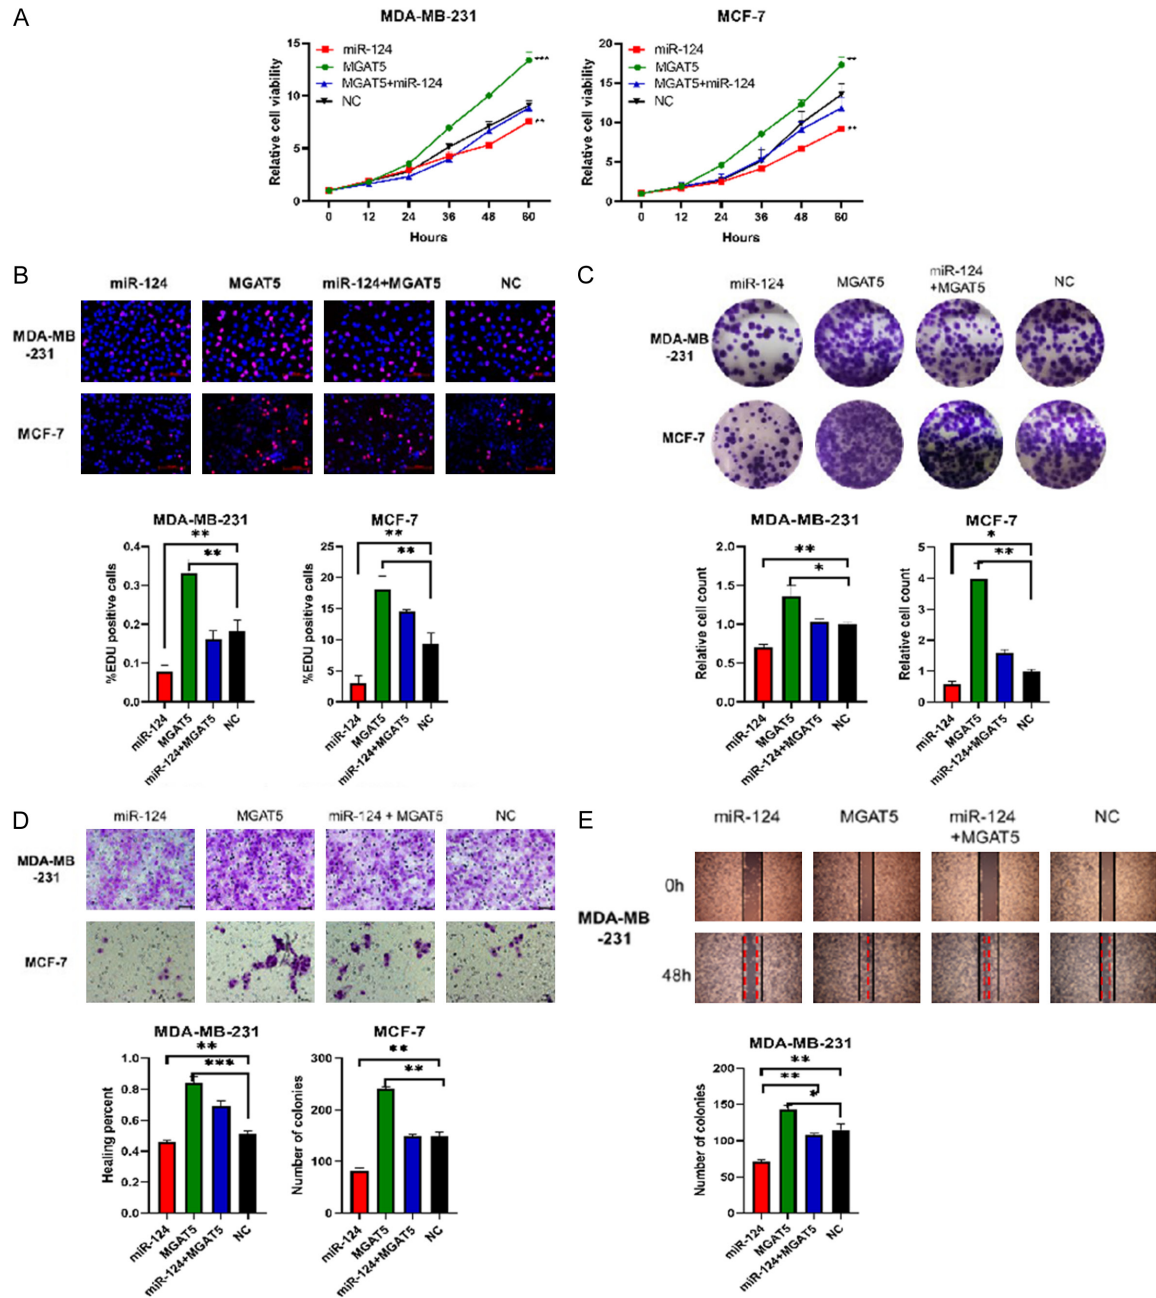 A
MDA-MB-231
MCF-7
Relative cell viability
15
10
5
0
miR-124
MGAT5
MGAT5+miR-124
NC
***
**
0 12 24 36 48 60
Hours
Relative cell viability
20
15
10
5
0
miR-124
MGAT5
MGAT5+miR-124
NC
**
**
0 12 24 36 48 60
Hours
B
miR-124 MGAT5 miR-124+MGAT5 NC
MDA-MB
-231
MCF-7
MDA-MB-231
%EDU positive cells
0.4
0.3
0.2
0.1
0.0
**
**
miR-124
MGAT5
miR-124+MGAT5
NC
MCF-7
%EDU positive cells
25
20
15
10
5
0
**
**
miR-124
MGAT5
miR-124+MGAT5
NC
C
miR-124 MGAT5 miR-124
+MGAT5 NC
MDA-MB
-231
MCF-7
MDA-MB-231
Relative cell count
2.0
1.5
1.0
0.5
0.0
**
*
miR-124
MGAT5
miR-124+MGAT5
NC
MCF-7
Relative cell count
5
4
3
2
1
0
*
**
miR-124
MGAT5
miR-124+MGAT5
NC
D
miR-124 MGAT5 miR-124 + MGAT5 NC
MDA-MB
-231
MCF-7
MDA-MB-231
Healing percent
1.0
0.8
0.6
0.4
0.2
0.0
**
***
miR-124
MGAT5
miR-124+MGAT5
NC
MCF-7
Number of colonies
300
200
100
0
**
**
miR-124
MGAT5
miR-124+MGAT5
NC
E
miR-124 MGAT5 miR-124
+MGAT5 NC
MDA-MB
-231
0h
48h
MDA-MB-231
Number of colonies
200
150
100
50
0
**
**
*
miR-124
MGAT5
miR-124+MGAT5
NC